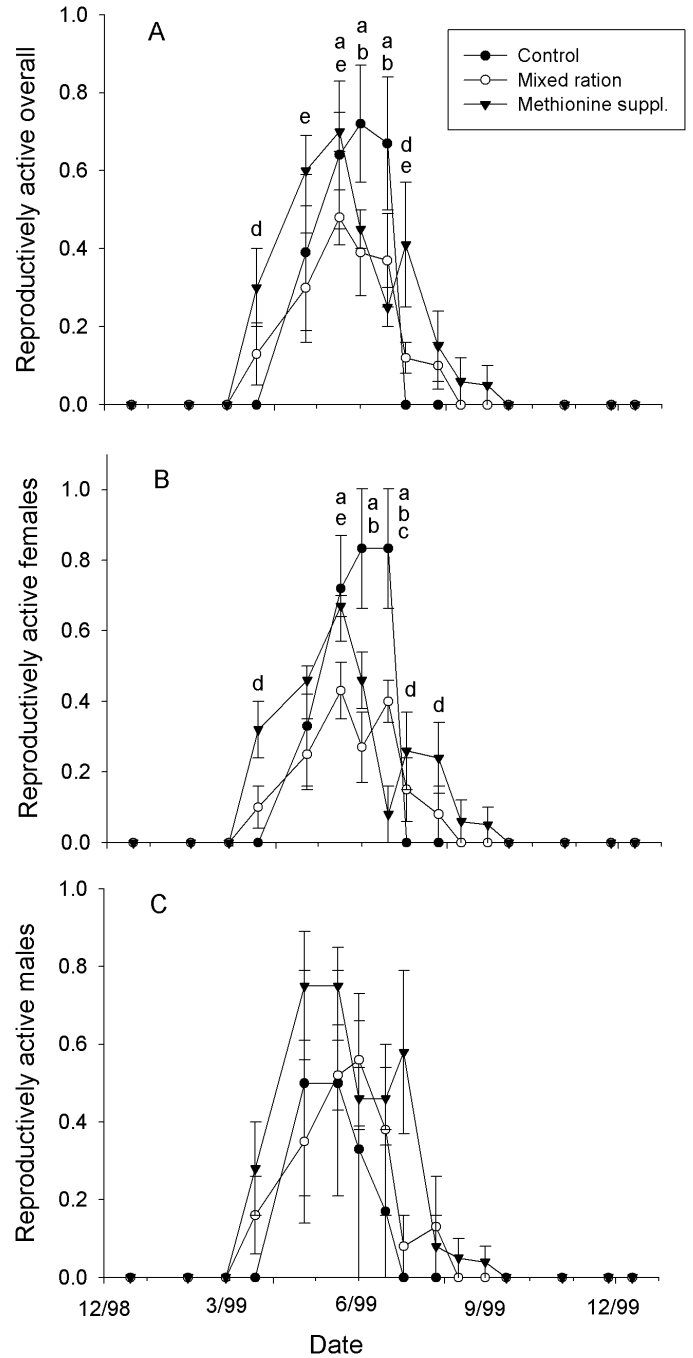 A
Control
Mixed ration
Methionine suppl.
Reproductively active overall
1.0
0.8
0.6
0.4
0.2
0.0
d
e
a
e
a
b
a
b
d
e
B
Reproductively active females
1.0
0.8
0.6
0.4
0.2
0.0
d
a
e
a
b
a
b
c
d
d
C
Reproductively active males
1.0
0.8
0.6
0.4
0.2
0.0
12/98
3/99
6/99
9/99
12/99
Date